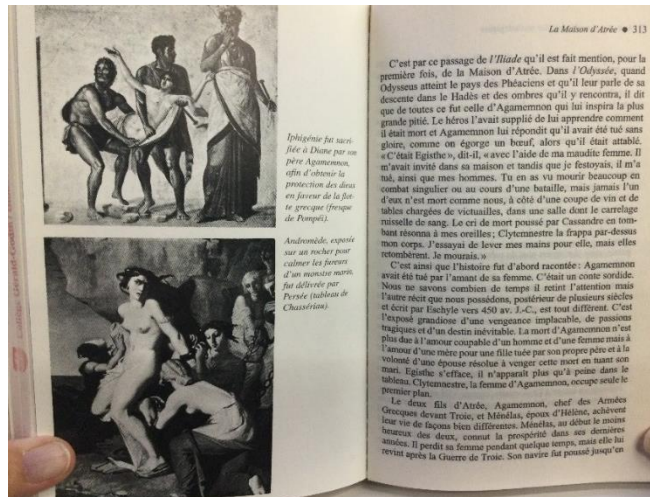 Iphigénie fut sacri-
fiée à Diane par son
père Agamemnon,
afin d'obtenir la
protection des dieux
en faveur de la flot-
te grecque (fresque
de Pompéi).
Andromède, exposée
sur un rocher pour
calmer les fureurs
d'un monstre marin,
fut délivrée par
Persée (tableau de
Chassériau).
La Maison d'Atrée ● 313
C'est par ce passage de l'Iliade qu'il est fait mention, pour la
première fois, de la Maison d'Atrée. Dans l'Odyssée, quand
Odysseus atteint le pays des Phéaciens et qu'il leur parle de sa
descente dans le Hadès et des ombres qu'il y rencontra, il dit
que de toutes ce fut celle d'Agamemnon qui lui inspira la plus
grande pitié. Le héros l'avait supplié de lui apprendre comment
il était mort et Agamemnon lui répondit qu'il avait été tué sans
gloire, comme on égorge un bœuf, alors qu'il était attablé.
« C'était Egisthe », dit-il, « avec l'aide de ma maudite femme. Il
m'avait invité dans sa maison et tandis que je festoyais, il m'a
tué, ainsi que mes hommes. Tu en as vu mourir beaucoup en
combat singulier ou au cours d'une bataille, mais jamais l'un
d'eux n'est mort comme nous, à côté d'une coupe de vin et de
tables chargées de victuailles, dans une salle dont le carrelage
ruisselle de sang. Le cri de mort poussé par Cassandre en tom-
bant résonna à mes oreilles ; Clytemnestre la frappa par-dessus
mon corps. J'essayai de lever mes mains pour elle, mais elles
retombèrent. Je mourais. »
C'est ainsi que l'histoire fut d'abord racontée : Agamemnon
avait été tué par l'amant de sa femme. C'était un conte sordide.
Nous ne savons combien de temps il retint l'attention mais
l'autre récit que nous possédons, postérieur de plusieurs siècles
et écrit par Eschyle vers 450 av. J.-C., est tout différent. C'est
l'exposé grandiose d'une vengeance implacable, de passions
tragiques et d'un destin inévitable. La mort d'Agamemnon n'est
plus due à l'amour coupable d'un homme et d'une femme mais à
l'amour d'une mère pour une fille tuée par son propre père et à la
volonté d'une épouse résolue à venger cette mort en tuant son
mari. Egisthe s'efface, il n'apparaît plus qu'à peine dans le
tableau. Clytemnestre, la femme d'Agamemnon, occupe seule le
premier plan.
Le deux fils d'Atrée, Agamemnon, chef des Armées
Grecques devant Troie, et Ménélas, époux d'Hélène, achèvent
leur vie de façons bien différentes. Ménélas, au début le moins
heureux des deux, connut la prospérité dans ses dernières
années. Il perdit sa femme pendant quelque temps, mais elle lui
revint après la Guerre de Troie. Son navire fut poussé jusqu'en